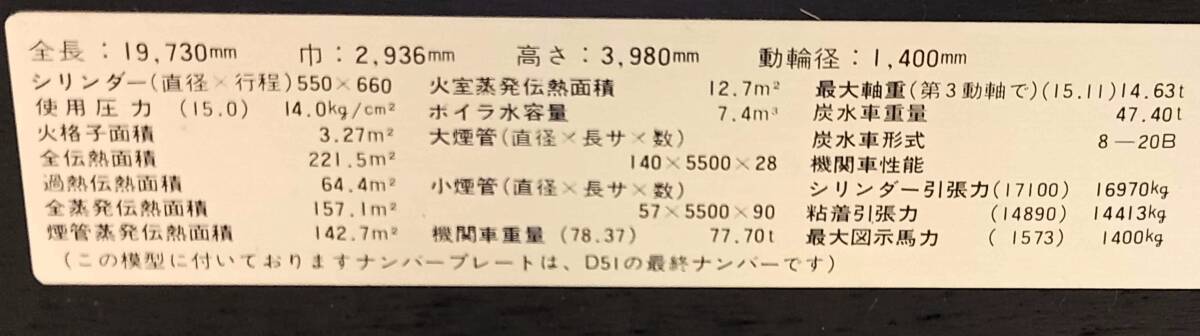 全長：19,730mm 巾：2,936mm 高さ：3,980mm 動輪径：1,400mm
シリンダー(直径×行程)550×660
使用圧力 (15.0) 14.0kg/cm²
火格子面積 3.27m²
全伝熱面積 221.5m²
過熱伝熱面積 64.4m²
全蒸発伝熱面積 157.1m²
煙管蒸発伝熱面積 142.7m²
火室蒸発伝熱面積 12.7m²
ボイラ水容量 7.4m³
大煙管(直径×長サ×数)
140×5500×28
小煙管(直径×長サ×数)
57×5500×90
機関車重量 (78.37) 77.70t
最大軸重(第3動軸で)(15.11)14.63t
炭水車重量 47.40t
炭水車形式 8―20B
機関車性能
シリンダー引張力(17100) 16970kg
粘着引張力 (14890) 14413kg
最大図示馬力 (1573) 1400kg
(この模型に付いておりますナンバープレートは、D51の最終ナンバーです)